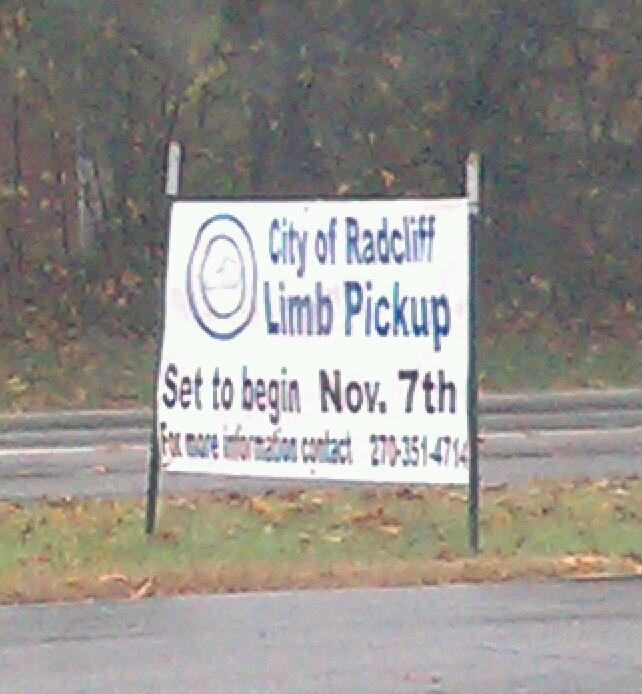 City of Radcliff
Limb Pickup
Set to begin Nov. 7th
For more information contact 270-351-4714